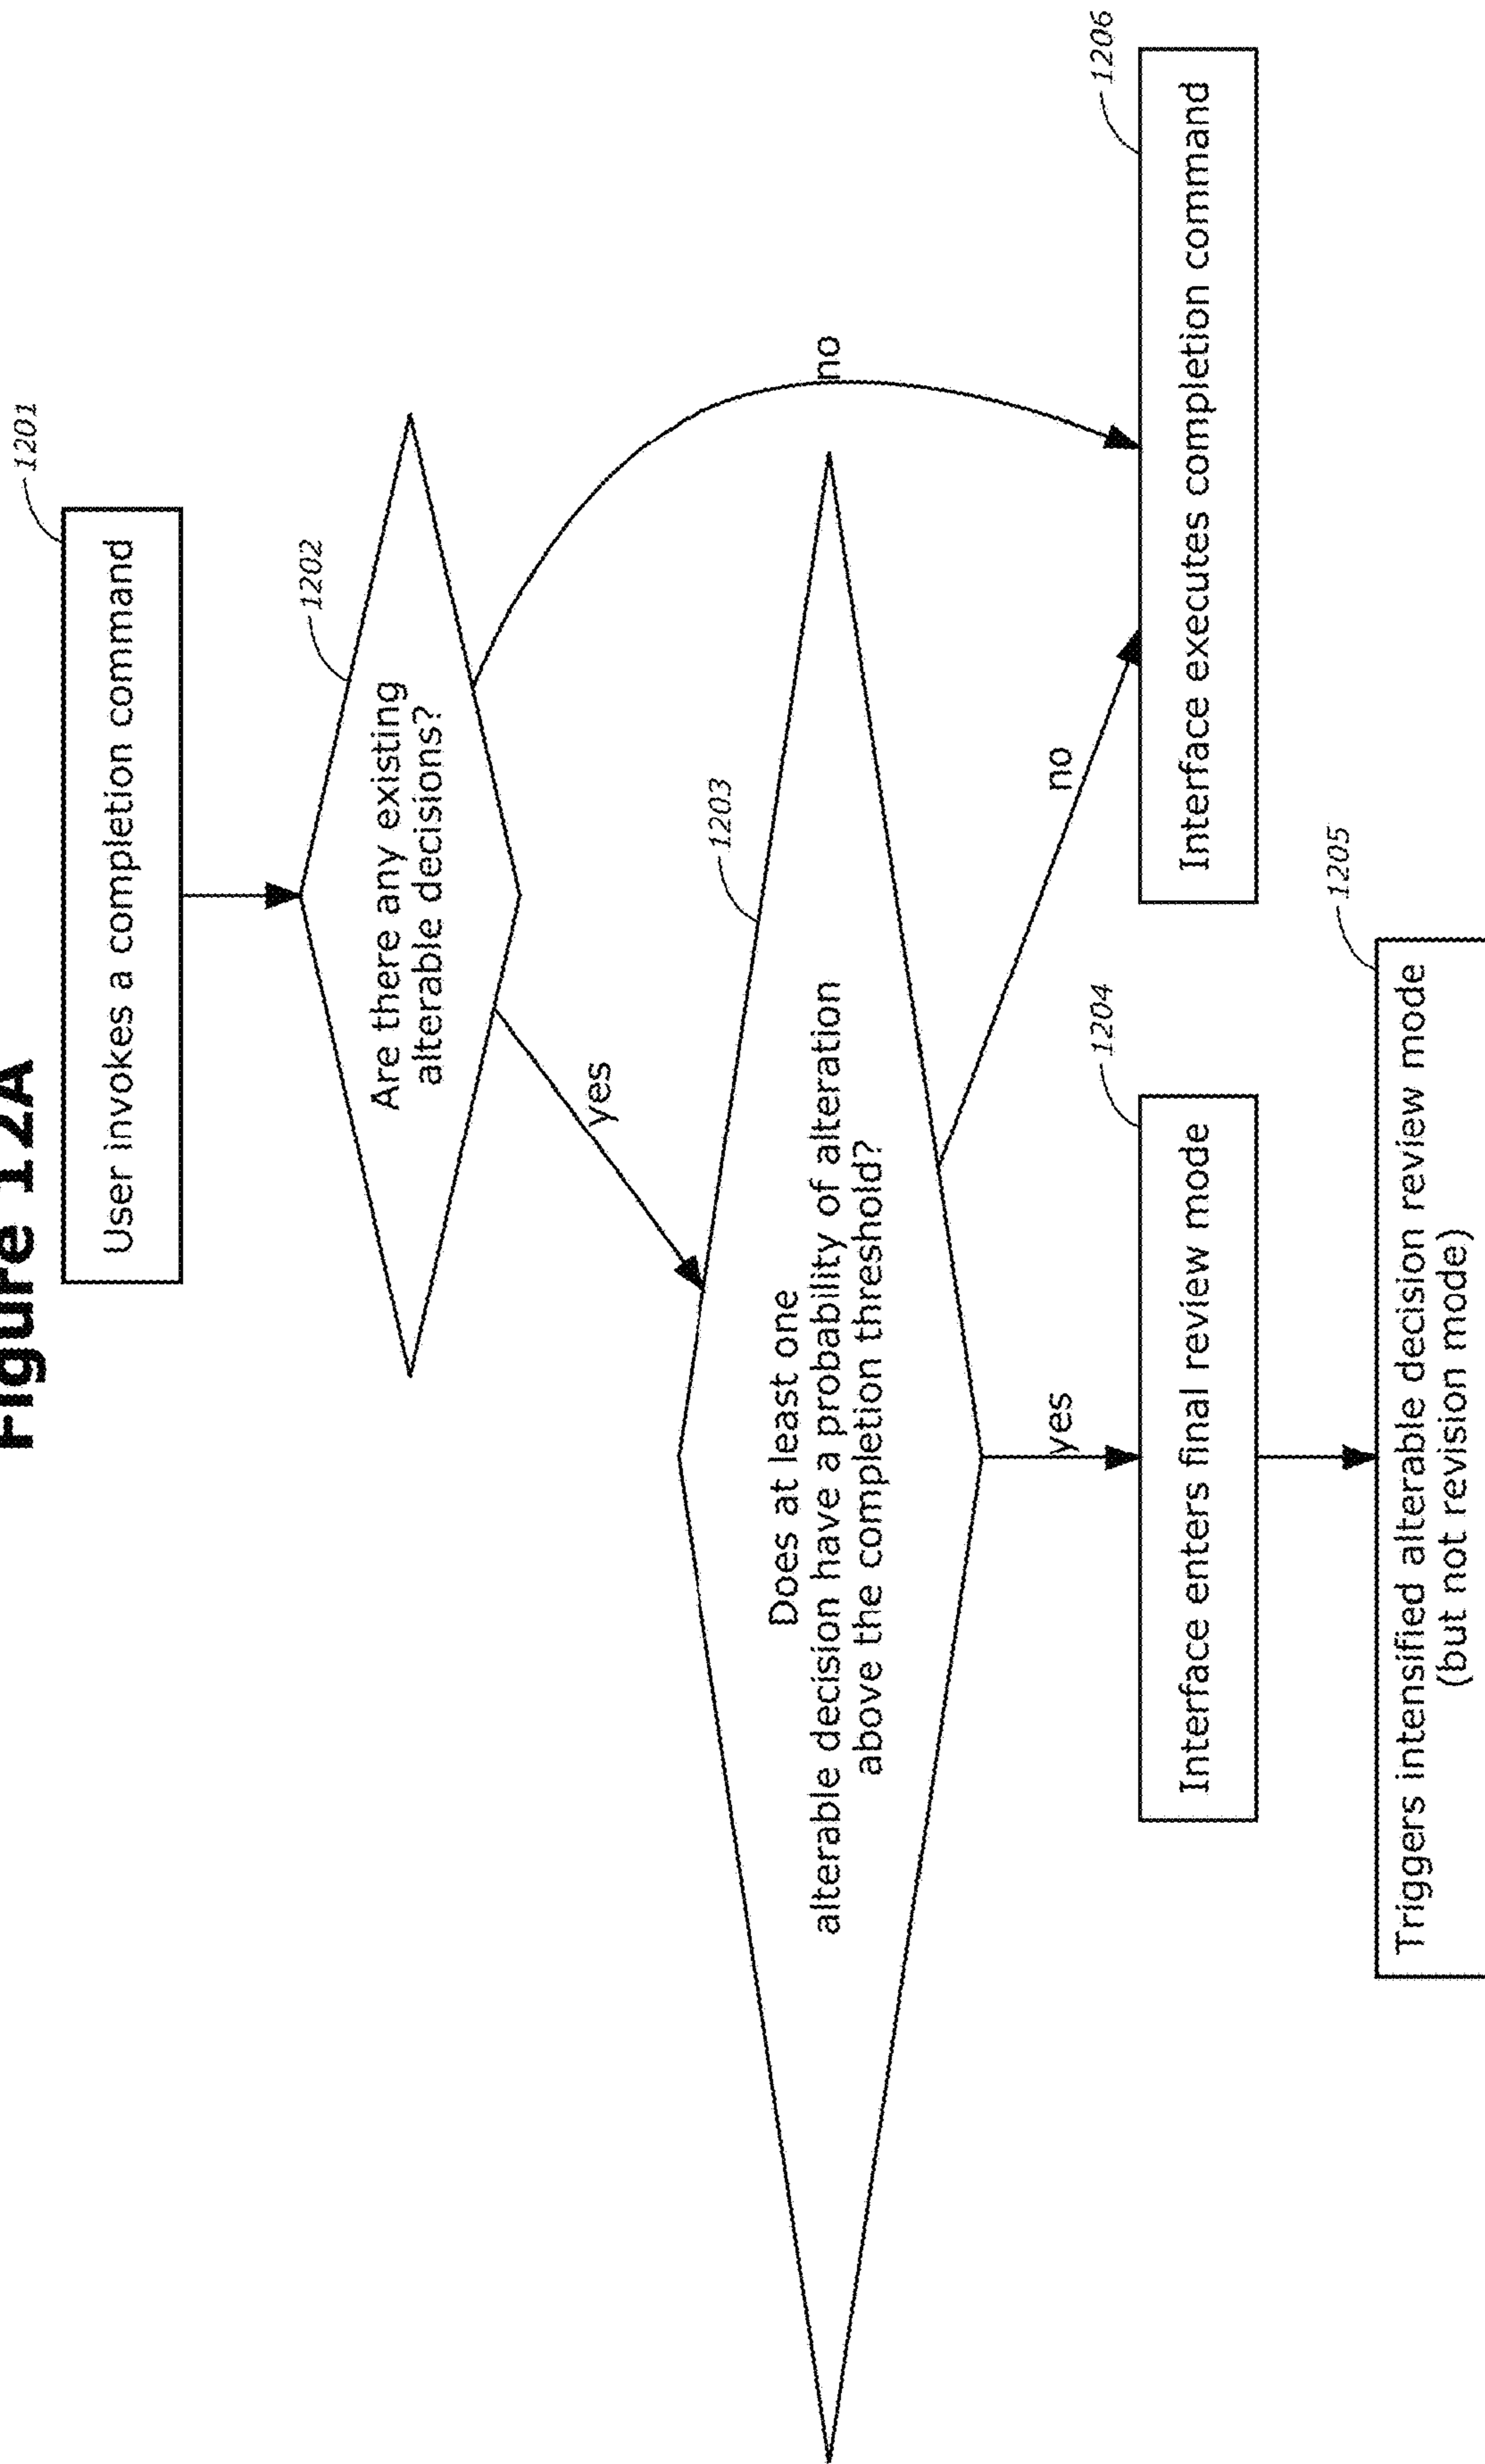 Figure 12A
1201
User invokes a completion command
1202
Are there any existing
alterable decisions?
yes
no
1203
Does at least one
alterable decision have a probability of alteration
above the completion threshold?
yes
no
1204
Interface enters final review mode
1206
Interface executes completion command
1205
Triggers intensified alterable decision review mode
(but not revision mode)